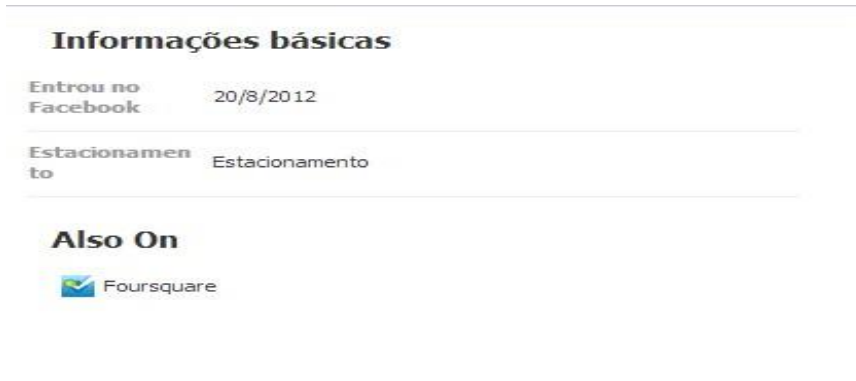 Informações básicas
Entrou no
Facebook
20/8/2012
Estacionamen
to
Estacionamento
Also On
Foursquare